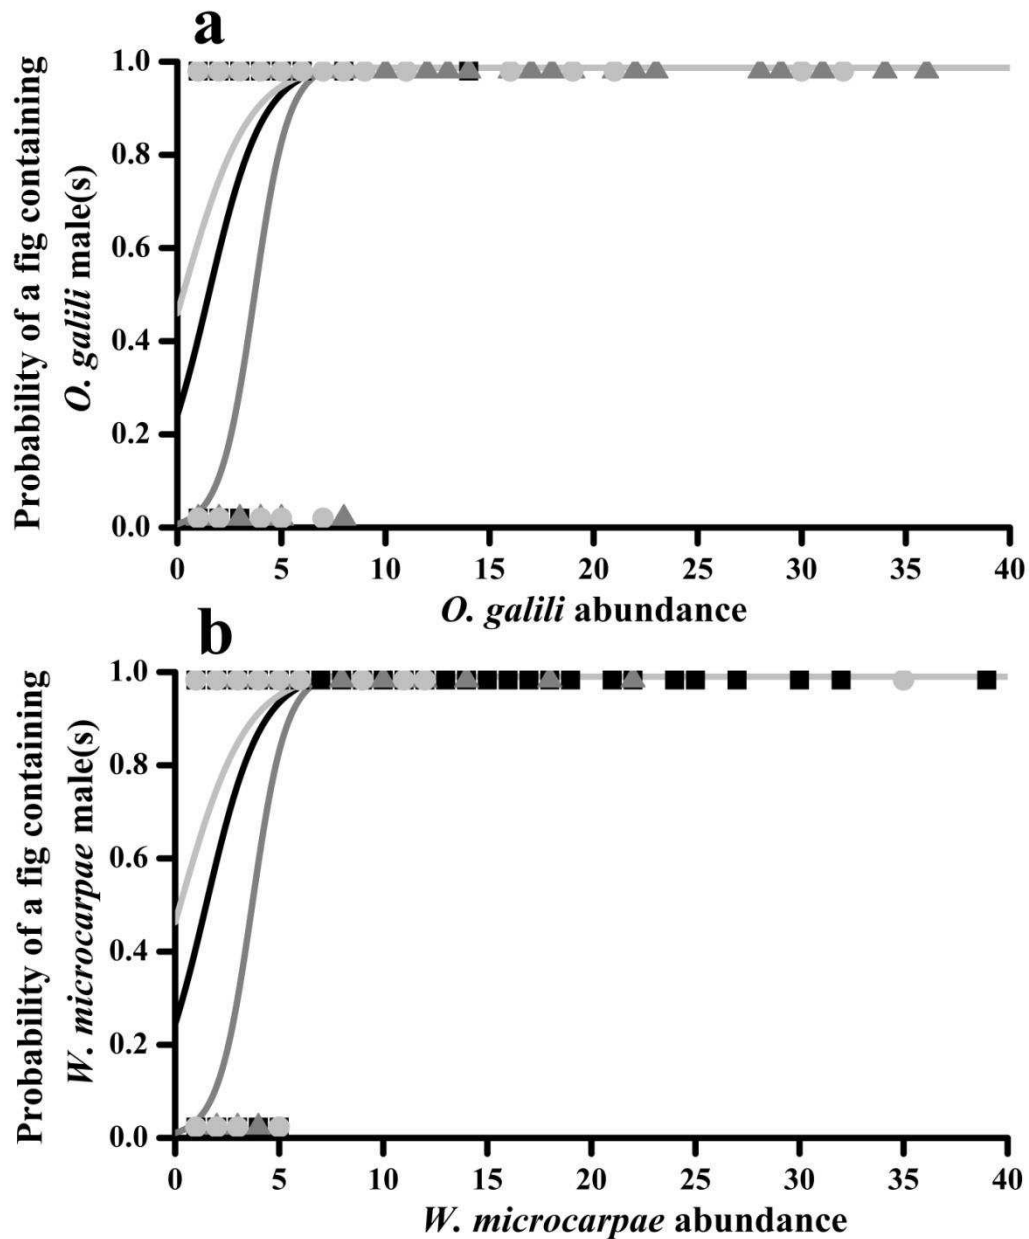 a
Probability of a fig containing
O. galili male(s)
1.0
0.8
0.6
0.4
0.2
0.0
0 5 10 15 20 25 30 35 40
O. galili abundance
b
Probability of a fig containing
W. microcarpae male(s)
1.0
0.8
0.6
0.4
0.2
0.0
0 5 10 15 20 25 30 35 40
W. microcarpae abundance